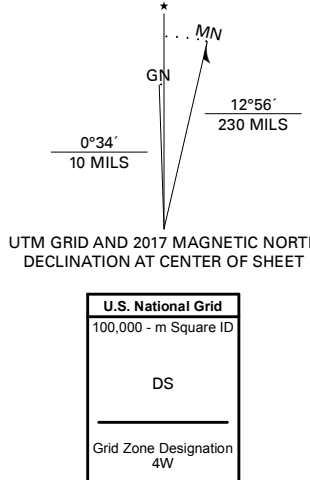 ★
MN
GN
0°34´
10 MILS
12°56´
230 MILS
UTM GRID AND 2017 MAGNETIC NORT
DECLINATION AT CENTER OF SHEET
U.S. National Grid
100,000 - m Square ID
DS
Grid Zone Designation
4W